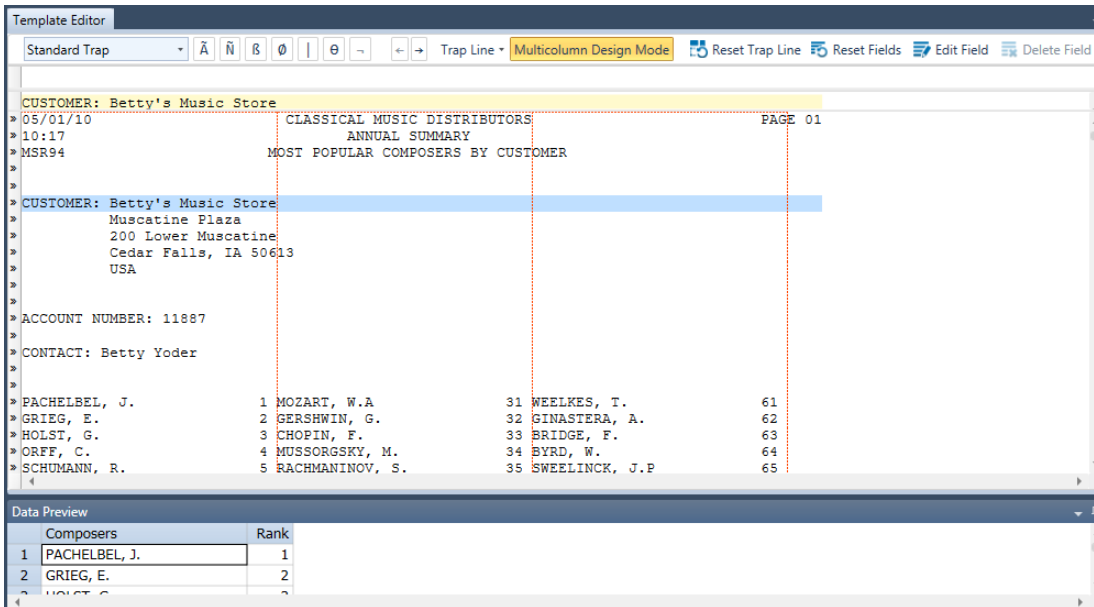 Template Editor
Standard Trap Ã Ñ ß Ø | θ ¬ ← → Trap Line Multicolumn Design Mode Reset Trap Line Reset Fields Edit Field Delete Field
CUSTOMER: Betty's Music Store
» 05/01/10 CLASSICAL MUSIC DISTRIBUTORS PAGE 01
» 10:17 ANNUAL SUMMARY
» MSR94 MOST POPULAR COMPOSERS BY CUSTOMER
»
»
» CUSTOMER: Betty's Music Store
» Muscatine Plaza
» 200 Lower Muscatine
» Cedar Falls, IA 50613
» USA
»
»
» ACCOUNT NUMBER: 11887
»
» CONTACT: Betty Yoder
»
»
» PACHELBEL, J. 1 MOZART, W.A 31 WEELKES, T. 61
» GRIEG, E. 2 GERSHWIN, G. 32 GINASTERA, A. 62
» HOLST, G. 3 CHOPIN, F. 33 BRIDGE, F. 63
» ORFF, C. 4 MUSSORGSKY, M. 34 BYRD, W. 64
» SCHUMANN, R. 5 RACHMANINOV, S. 35 SWEELINCK, J.P 65
Data Preview
Composers Rank
1 PACHELBEL, J. 1
2 GRIEG, E. 2